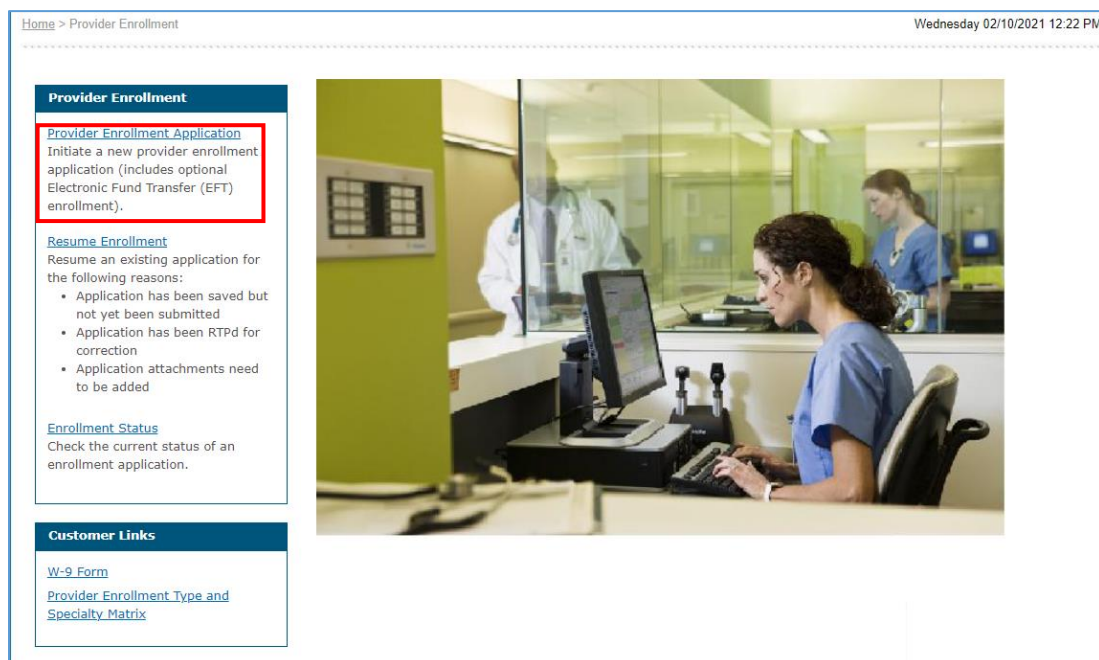 Home > Provider Enrollment
Wednesday 02/10/2021 12:22 PM
Provider Enrollment
Provider Enrollment Application
Initiate a new provider enrollment
application (includes optional
Electronic Fund Transfer (EFT)
enrollment).
Resume Enrollment
Resume an existing application for
the following reasons:
• Application has been saved but
not yet been submitted
• Application has been RTPd for
correction
• Application attachments need
to be added
Enrollment Status
Check the current status of an
enrollment application.
Customer Links
W-9 Form
Provider Enrollment Type and
Specialty Matrix